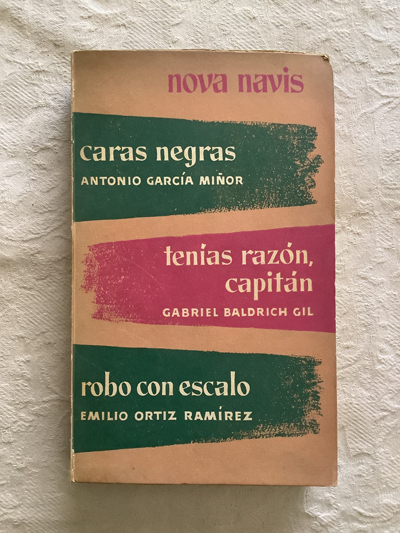 nova navis
caras negras
ANTONIO GARCÍA MIÑOR
tenías razón,
capitán
GABRIEL BALDRICH GIL
robo con escalo
EMILIO ORTIZ RAMÍREZ